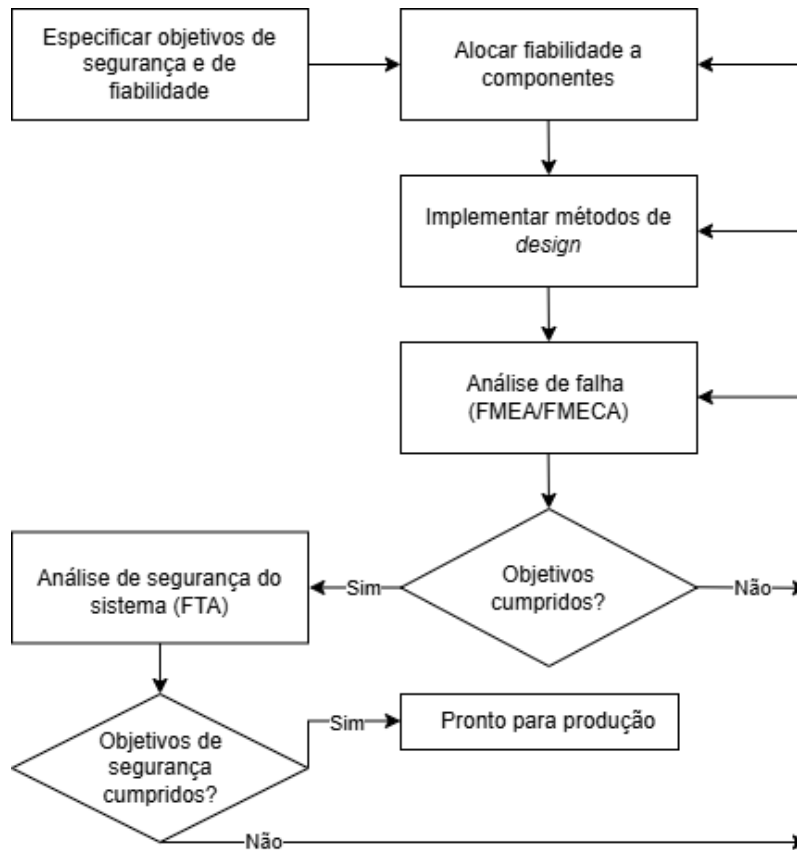 Especificar objetivos de
segurança e de
fiabilidade
Alocar fiabilidade a
componentes
Implementar métodos de
design
Análise de falha
(FMEA/FMECA)
Objetivos
cumpridos?
Sim
Não
Análise de segurança do
sistema (FTA)
Objetivos de
segurança
cumpridos?
Sim
Pronto para produção
Não